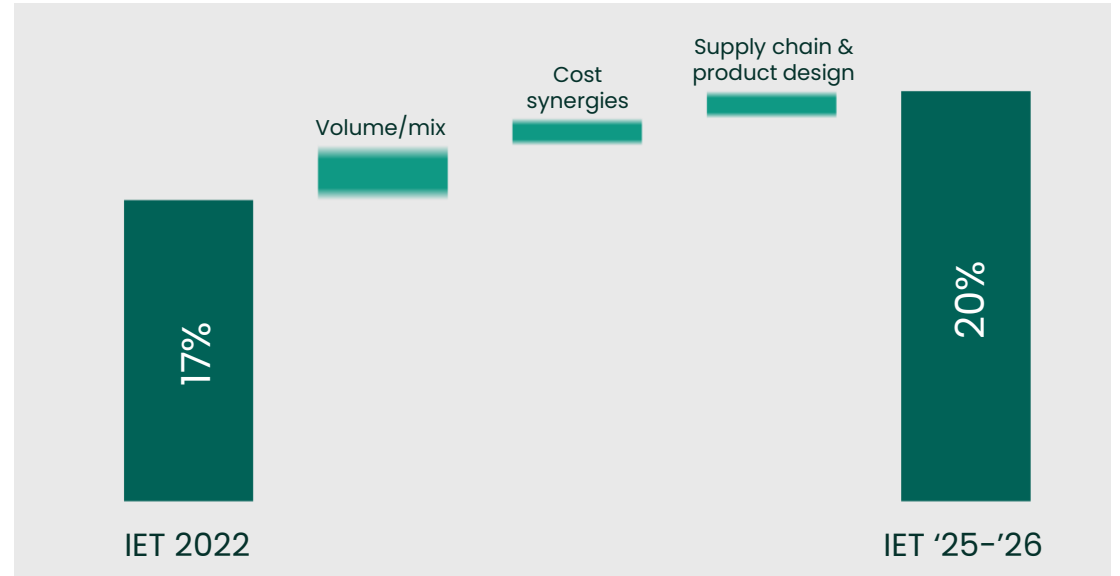 Supply chain &
product design
Cost
synergies
Volume/mix
17%
20%
IET 2022
IET ‘25-’26